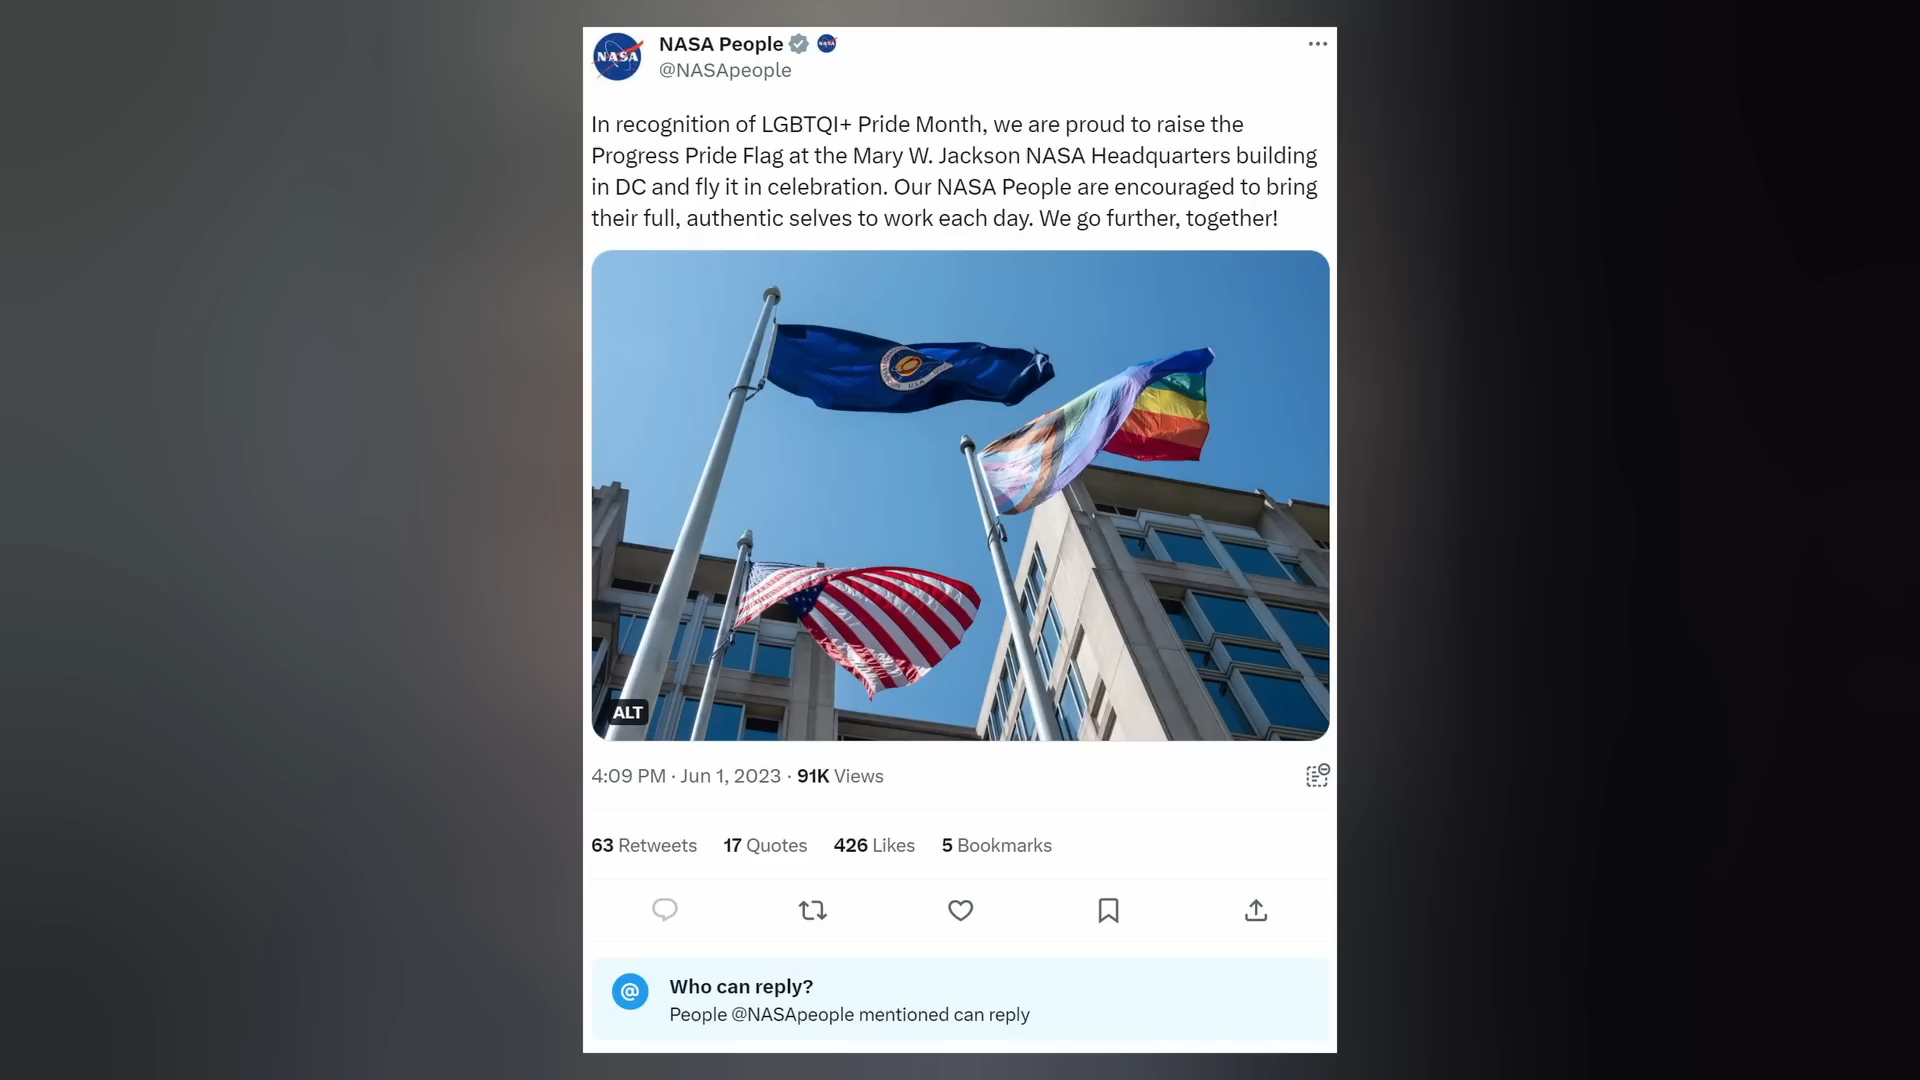 NASA
NASA People NASA
@NASApeople
In recognition of LGBTQI+ Pride Month, we are proud to raise the
Progress Pride Flag at the Mary W. Jackson NASA Headquarters building
in DC and fly it in celebration. Our NASA People are encouraged to bring
their full, authentic selves to work each day. We go further, together!
ALT
4:09 PM · Jun 1, 2023 · 91K Views
63 Retweets 17 Quotes 426 Likes 5 Bookmarks
@
Who can reply?
People @NASApeople mentioned can reply